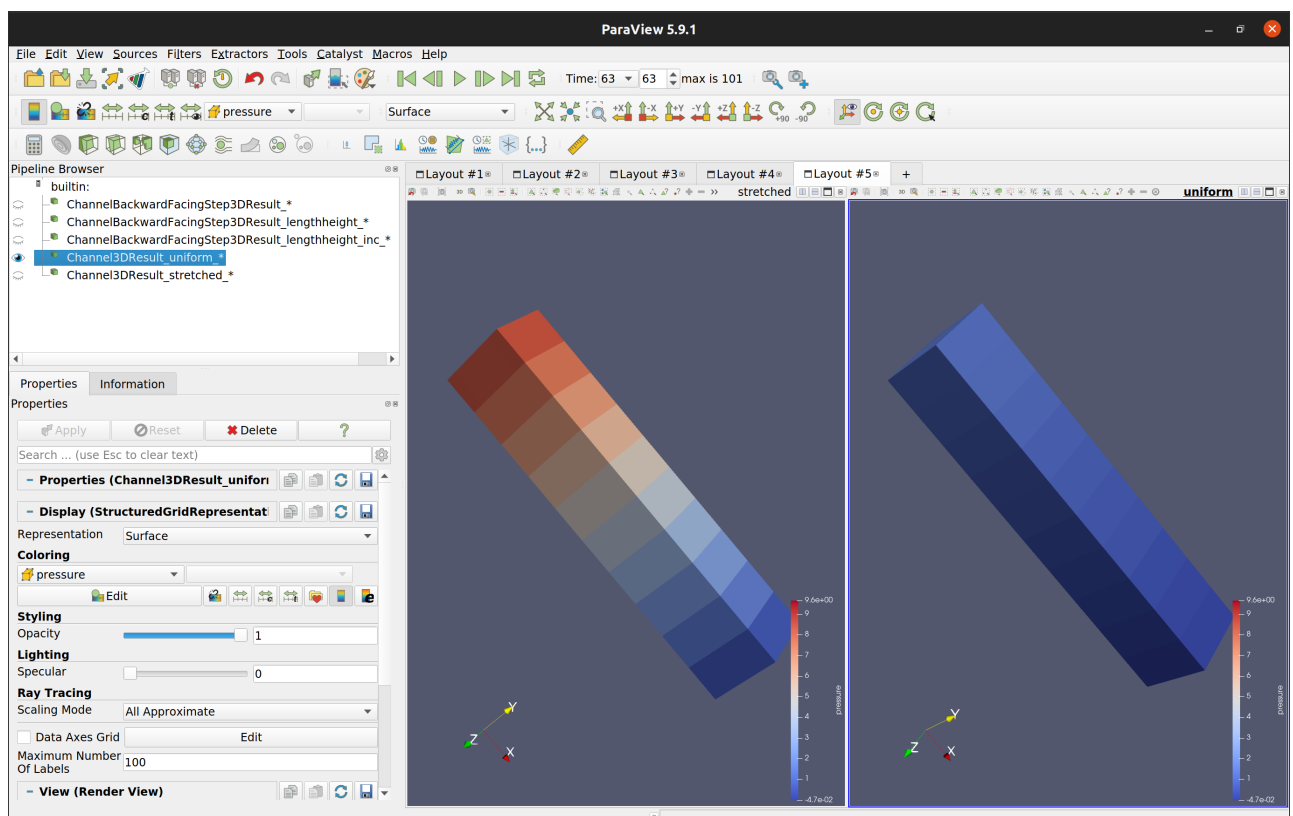 ParaView 5.9.1
File Edit View Sources Filters Extractors Tools Catalyst Macros Help
Time: 63 63 max is 101
pressure Surface +X -X +Y -Y +Z -Z +90 -90
Pipeline Browser
builtin:
ChannelBackwardFacingStep3DResult_*
ChannelBackwardFacingStep3DResult_lengthheight_*
ChannelBackwardFacingStep3DResult_lengthheight_inc_*
Channel3DResult_uniform_*
Channel3DResult_stretched_*
Properties Information
Properties
Apply Reset Delete ?
Search ... (use Esc to clear text)
Properties (Channel3DResult_unifor
Display (StructuredGridRepresentat
Representation Surface
Coloring
pressure
Edit
Styling
Opacity 1
Lighting
Specular 0
Ray Tracing
Scaling Mode All Approximate
Data Axes Grid Edit
Maximum Number Of Labels 100
View (Render View)
Layout #1 Layout #2 Layout #3 Layout #4 Layout #5 +
stretched
uniform
9.6e+00
9
8
7
6
5
4
3
2
1
-4.7e-02
pressure
Y
Z
X
9.6e+00
9
8
7
6
5
4
3
2
1
-4.7e-02
pressure
Y
Z
X